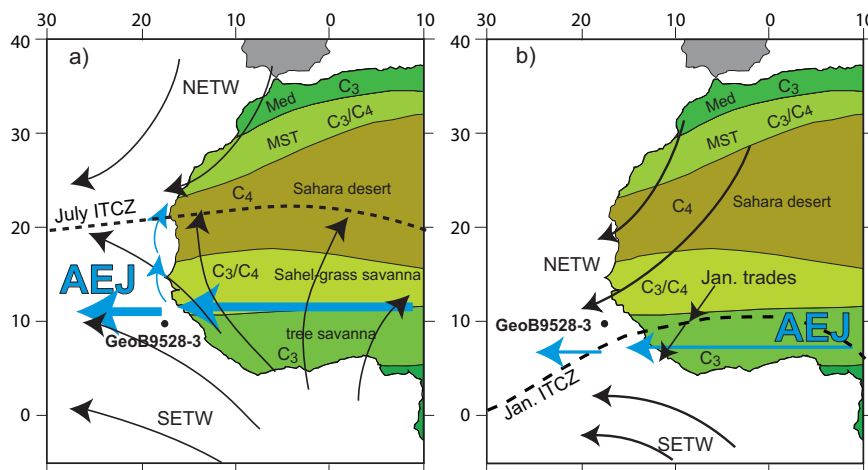 30 20 10 0 10
30 20 10 0 10
40
30
20
10
0
a)
NETW
Med
C3
C3/C4
MST
C4
Sahara desert
July ITCZ
AEJ
C3/C4
Sahel-grass savanna
GeoB9528-3
tree savanna
C3
SETW
40
30
20
10
0
b)
Med
C3
C3/C4
MST
C4
Sahara desert
NETW
C3/C4
Jan. trades
GeoB9528-3
AEJ
C3
Jan. ITCZ
SETW